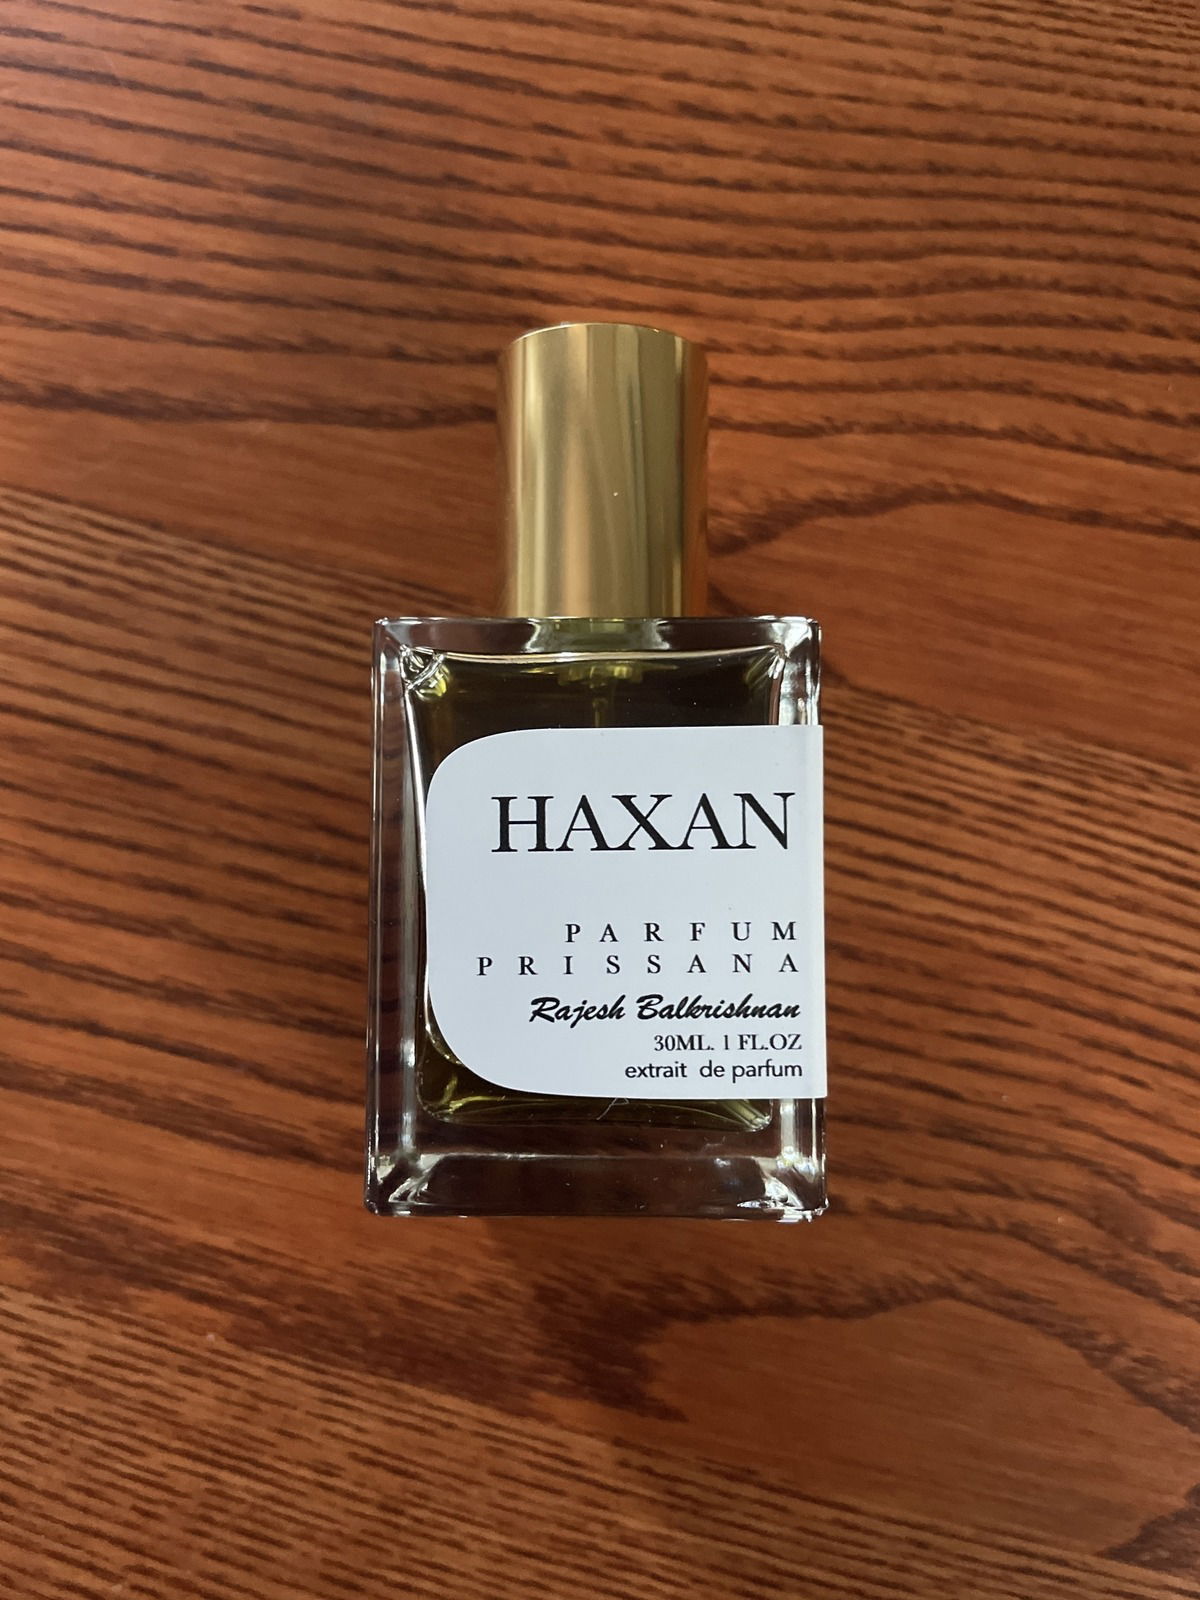 HAXAN
PARFUM
PRISSANA
Rajesh Balkrishnan
30ML. 1 FL.OZ
extrait de parfum